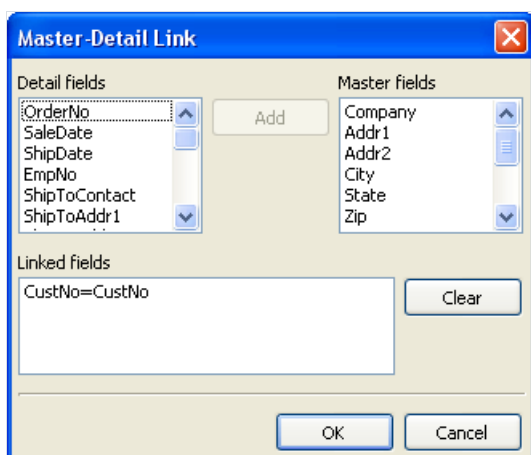 Master-Detail Link
Detail fields
Master fields
OrderNo
SaleDate
ShipDate
EmpNo
ShipToContact
ShipToAddr1
Add
Company
Addr1
Addr2
City
State
Zip
Linked fields
CustNo=CustNo
Clear
OK
Cancel